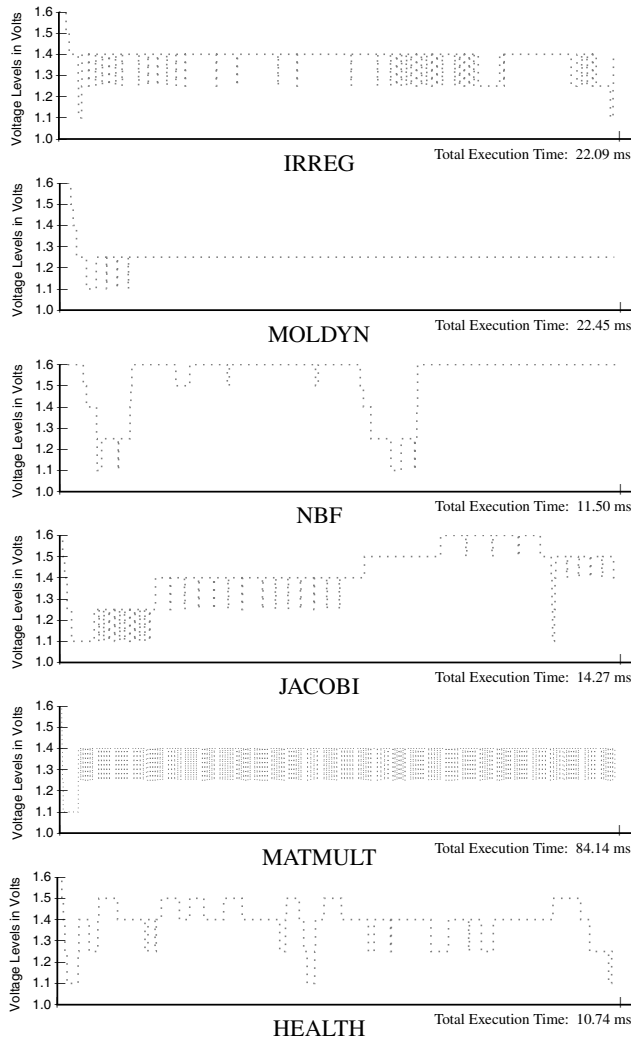 Voltage Levels in Volts
1.6
1.5
1.4
1.3
1.2
1.1
1.0
Total Execution Time: 22.09 ms
IRREG
Voltage Levels in Volts
1.6
1.5
1.4
1.3
1.2
1.1
1.0
Total Execution Time: 22.45 ms
MOLDYN
Voltage Levels in Volts
1.6
1.5
1.4
1.3
1.2
1.1
1.0
Total Execution Time: 11.50 ms
NBF
Voltage Levels in Volts
1.6
1.5
1.4
1.3
1.2
1.1
1.0
Total Execution Time: 14.27 ms
JACOBI
Voltage Levels in Volts
1.6
1.5
1.4
1.3
1.2
1.1
1.0
Total Execution Time: 84.14 ms
MATMULT
Voltage Levels in Volts
1.6
1.5
1.4
1.3
1.2
1.1
1.0
Total Execution Time: 10.74 ms
HEALTH